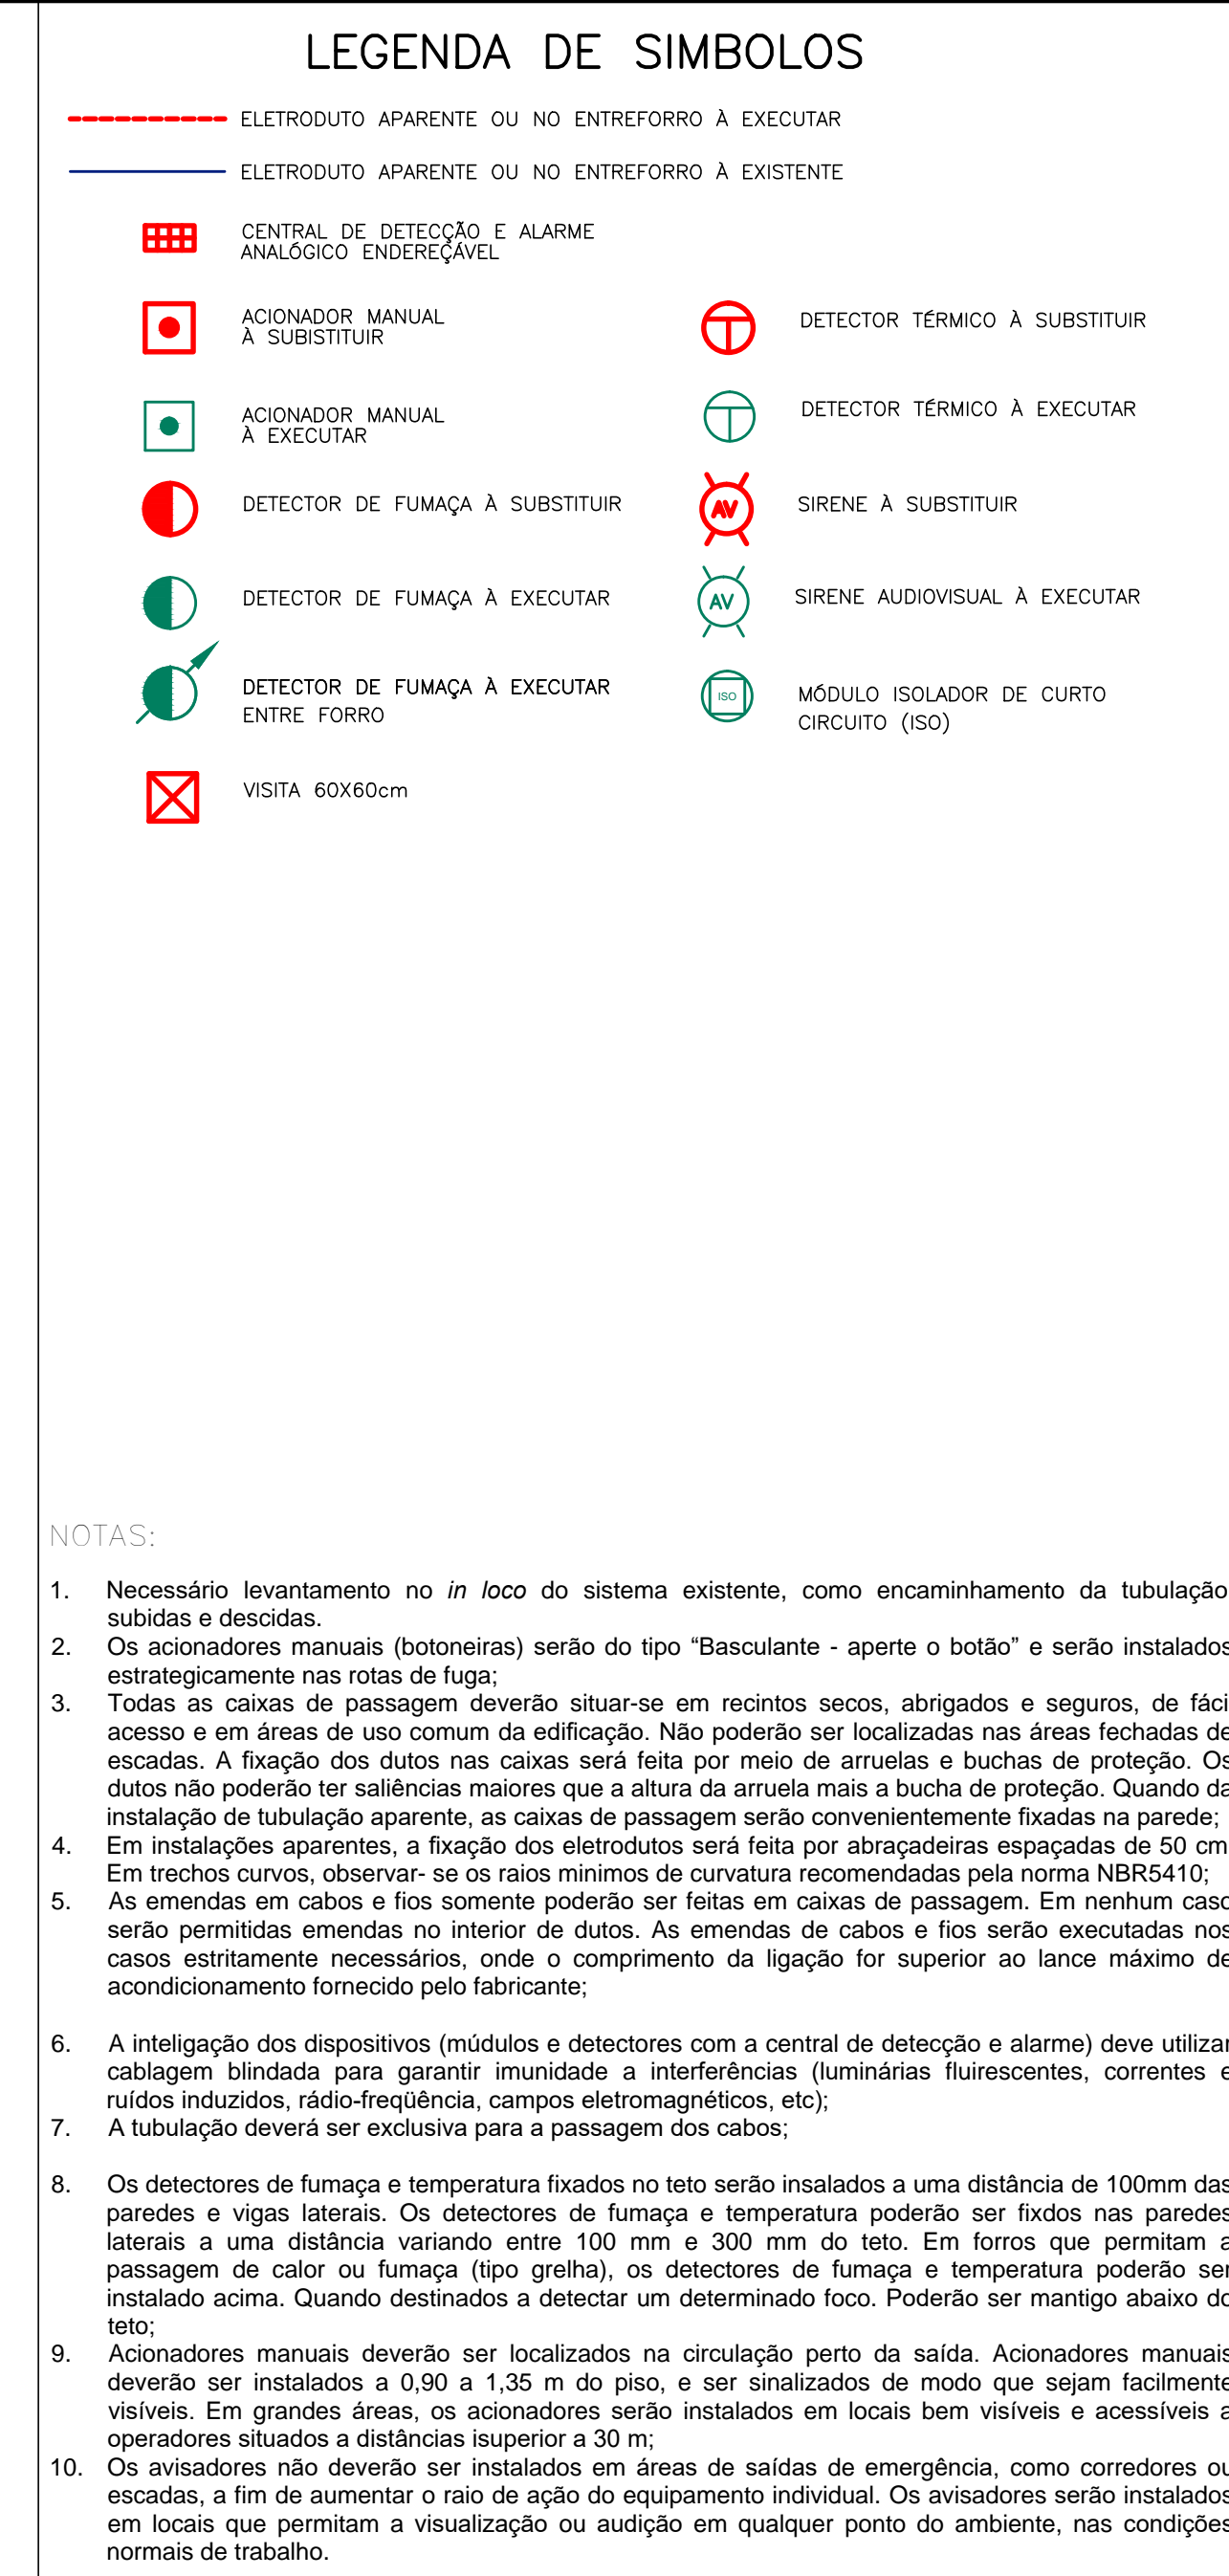 LEGENDA DE SIMBOLOS
ELETRODUTO APARENTE OU NO ENTREFORRO À EXECUTAR
ELETRODUTO APARENTE OU NO ENTREFORRO À EXISTENTE
CENTRAL DE DETECÇÃO E ALARME
ANALÓGICO ENDEREÇÁVEL
ACIONADOR MANUAL
À SUBISTITUIR
ACIONADOR MANUAL
À EXECUTAR
DETECTOR DE FUMAÇA À SUBSTITUIR
DETECTOR DE FUMAÇA À EXECUTAR
DETECTOR DE FUMAÇA À EXECUTAR
ENTRE FORRO
VISITA 60X60cm
DETECTOR TÉRMICO À SUBSTITUIR
DETECTOR TÉRMICO À EXECUTAR
AV
SIRENE À SUBSTITUIR
AV
SIRENE AUDIOVISUAL À EXECUTAR
ISO
MÓDULO ISOLADOR DE CURTO
CIRCUITO (ISO)
NOTAS:
1. Necessário levantamento no in loco do sistema existente, como encaminhamento da tubulação
subidas e descidas.
2. Os acionadores manuais (botoneiras) serão do tipo “Basculante - aperte o botão” e serão instalados
estrategicamente nas rotas de fuga;
3. Todas as caixas de passagem deverão situar-se em recintos secos, abrigados e seguros, de fáci
acesso e em áreas de uso comum da edificação. Não poderão ser localizadas nas áreas fechadas de
escadas. A fixação dos dutos nas caixas será feita por meio de arruelas e buchas de proteção. Os
dutos não poderão ter saliências maiores que a altura da arruela mais a bucha de proteção. Quando da
instalação de tubulação aparente, as caixas de passagem serão convenientemente fixadas na parede;
4. Em instalações aparentes, a fixação dos eletrodutos será feita por abraçadeiras espaçadas de 50 cm
Em trechos curvos, observar- se os raios minimos de curvatura recomendadas pela norma NBR5410;
5. As emendas em cabos e fios somente poderão ser feitas em caixas de passagem. Em nenhum caso
serão permitidas emendas no interior de dutos. As emendas de cabos e fios serão executadas nos
casos estritamente necessários, onde o comprimento da ligação for superior ao lance máximo de
acondicionamento fornecido pelo fabricante;
6. A inteligação dos dispositivos (múdulos e detectores com a central de detecção e alarme) deve utilizar
cablagem blindada para garantir imunidade a interferências (luminárias fluirescentes, correntes e
ruídos induzidos, rádio-freqüência, campos eletromagnéticos, etc);
7. A tubulação deverá ser exclusiva para a passagem dos cabos;
8. Os detectores de fumaça e temperatura fixados no teto serão insalados a uma distância de 100mm das
paredes e vigas laterais. Os detectores de fumaça e temperatura poderão ser fixdos nas paredes
laterais a uma distância variando entre 100 mm e 300 mm do teto. Em forros que permitam a
passagem de calor ou fumaça (tipo grelha), os detectores de fumaça e temperatura poderão ser
instalado acima. Quando destinados a detectar um determinado foco. Poderão ser mantigo abaixo do
teto;
9. Acionadores manuais deverão ser localizados na circulação perto da saída. Acionadores manuais
deverão ser instalados a 0,90 a 1,35 m do piso, e ser sinalizados de modo que sejam facilmente
visíveis. Em grandes áreas, os acionadores serão instalados em locais bem visíveis e acessíveis a
operadores situados a distâncias isuperior a 30 m;
10. Os avisadores não deverão ser instalados em áreas de saídas de emergência, como corredores ou
escadas, a fim de aumentar o raio de ação do equipamento individual. Os avisadores serão instalados
em locais que permitam a visualização ou audição em qualquer ponto do ambiente, nas condições
normais de trabalho.